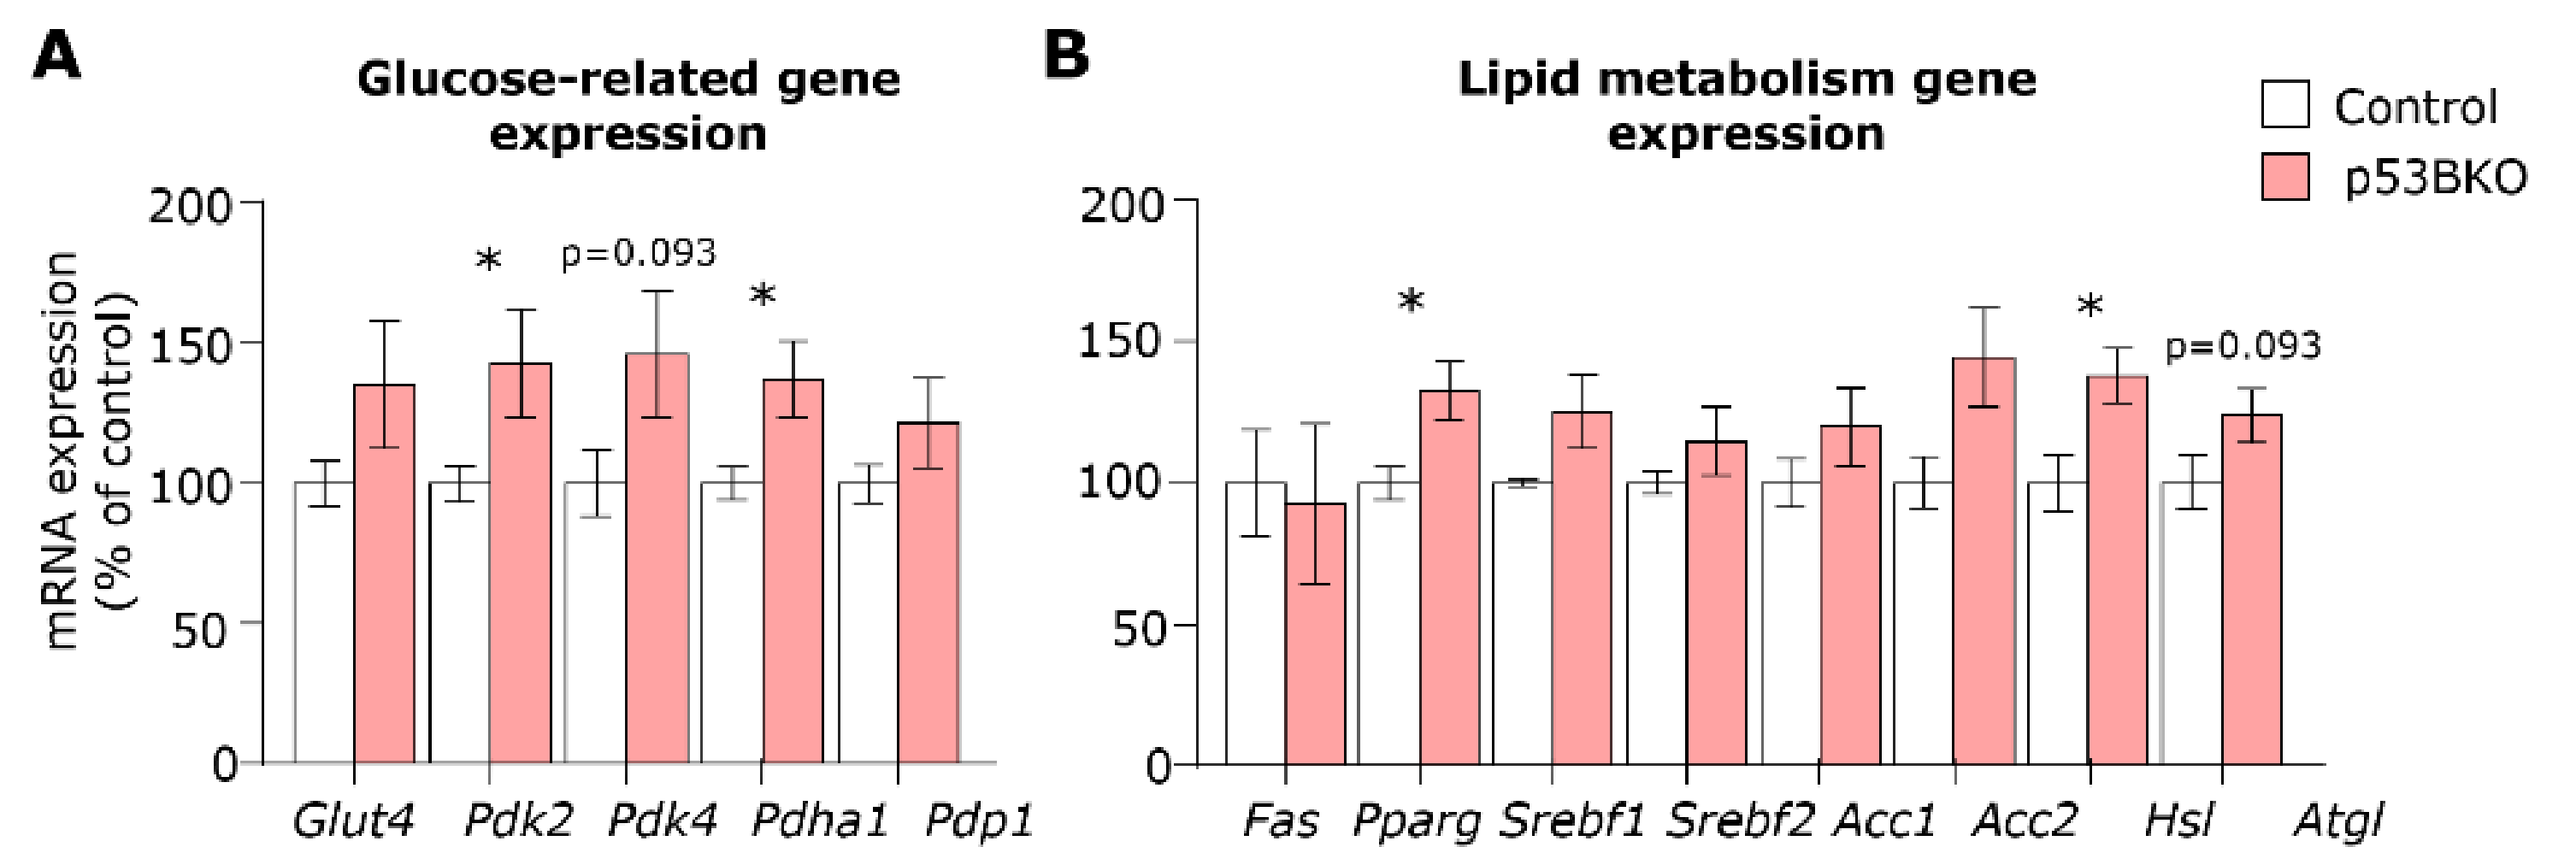 A
Glucose-related gene
expression
mRNA expression
(% of control)
200
150
100
50
0
*
p=0.093
*
Glut4 Pdk2 Pdk4 Pdha1 Pdp1
B
Lipid metabolism gene
expression
Control
p53BKO
200
150
100
50
0
*
*
p=0.093
Fas Pparg Srebf1 Srebf2 Acc1 Acc2 Hsl Atgl